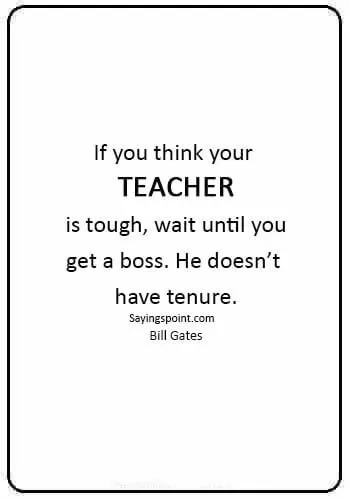 If you think your
TEACHER
is tough, wait until you
get a boss. He doesn’t
have tenure.
Sayingspoint.com
Bill Gates